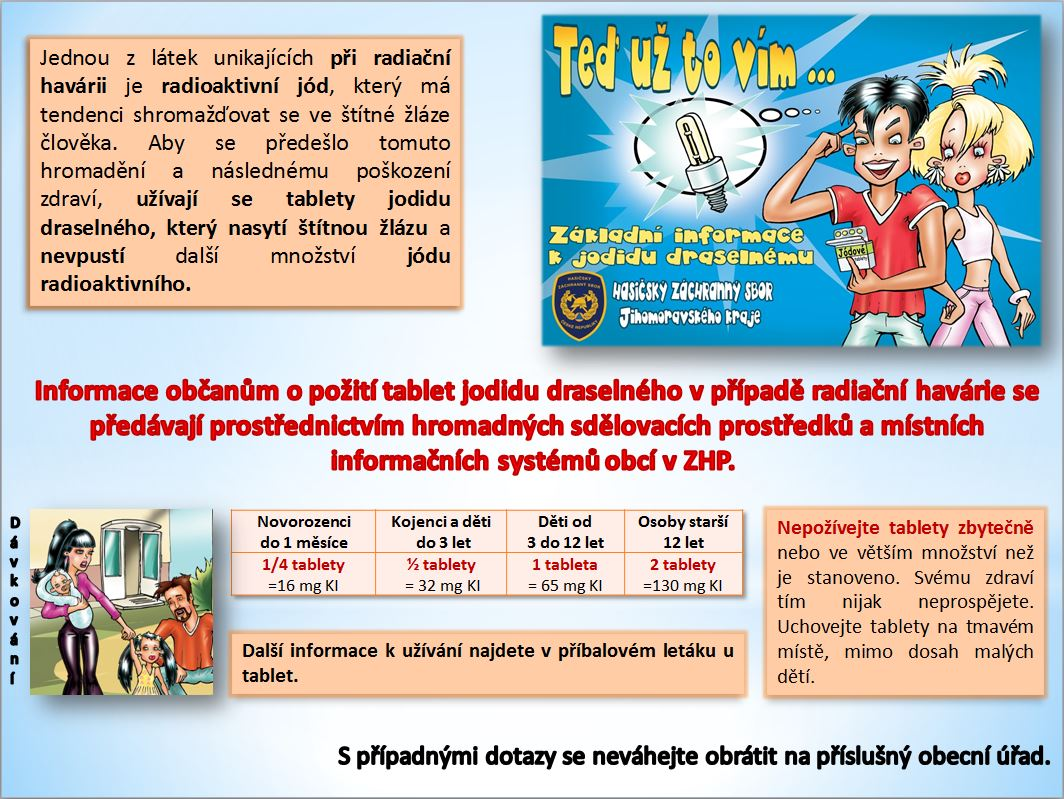 Jednou z látek unikajících při radiační
havárii je radioaktivní jód, který má
tendenci shromažďovat se ve štítné žláze
člověka. Aby se předešlo tomuto
hromadění a následnému poškození
zdraví, užívají se tablety jodidu
draselného, který nasytí štítnou žlázu a
nevpustí další množství jódu
radioaktivního.
Teď už to vím ...
Základní informace
k jodidu draselnému
HASIČSKÝ ZÁCHRANNÝ SBOR
Jihomoravského kraje
HASIČSKÝ
ZÁCHRANNÝ SBOR
ČESKÉ REPUBLIKY
Jódové
tablety
Informace občanům o požití tablet jodidu draselného v případě radiační havárie se
předávají prostřednictvím hromadných sdělovacích prostředků a místních
informačních systémů obcí v ZHP.
Dávkování
Novorozenci do 1 měsíce | Kojenci a děti do 3 let | Děti od 3 do 12 let | Osoby starší 12 let
1/4 tablety | ½ tablety | 1 tableta | 2 tablety
=16 mg KI | = 32 mg KI | = 65 mg KI | =130 mg KI
Další informace k užívání najdete v příbalovém letáku u
tablet.
Nepožívejte tablety zbytečně
nebo ve větším množství než
je stanoveno. Svému zdraví
tím nijak neprospějete.
Uchovejte tablety na tmavém
místě, mimo dosah malých
dětí.
S případnými dotazy se neváhejte obrátit na příslušný obecní úřad.